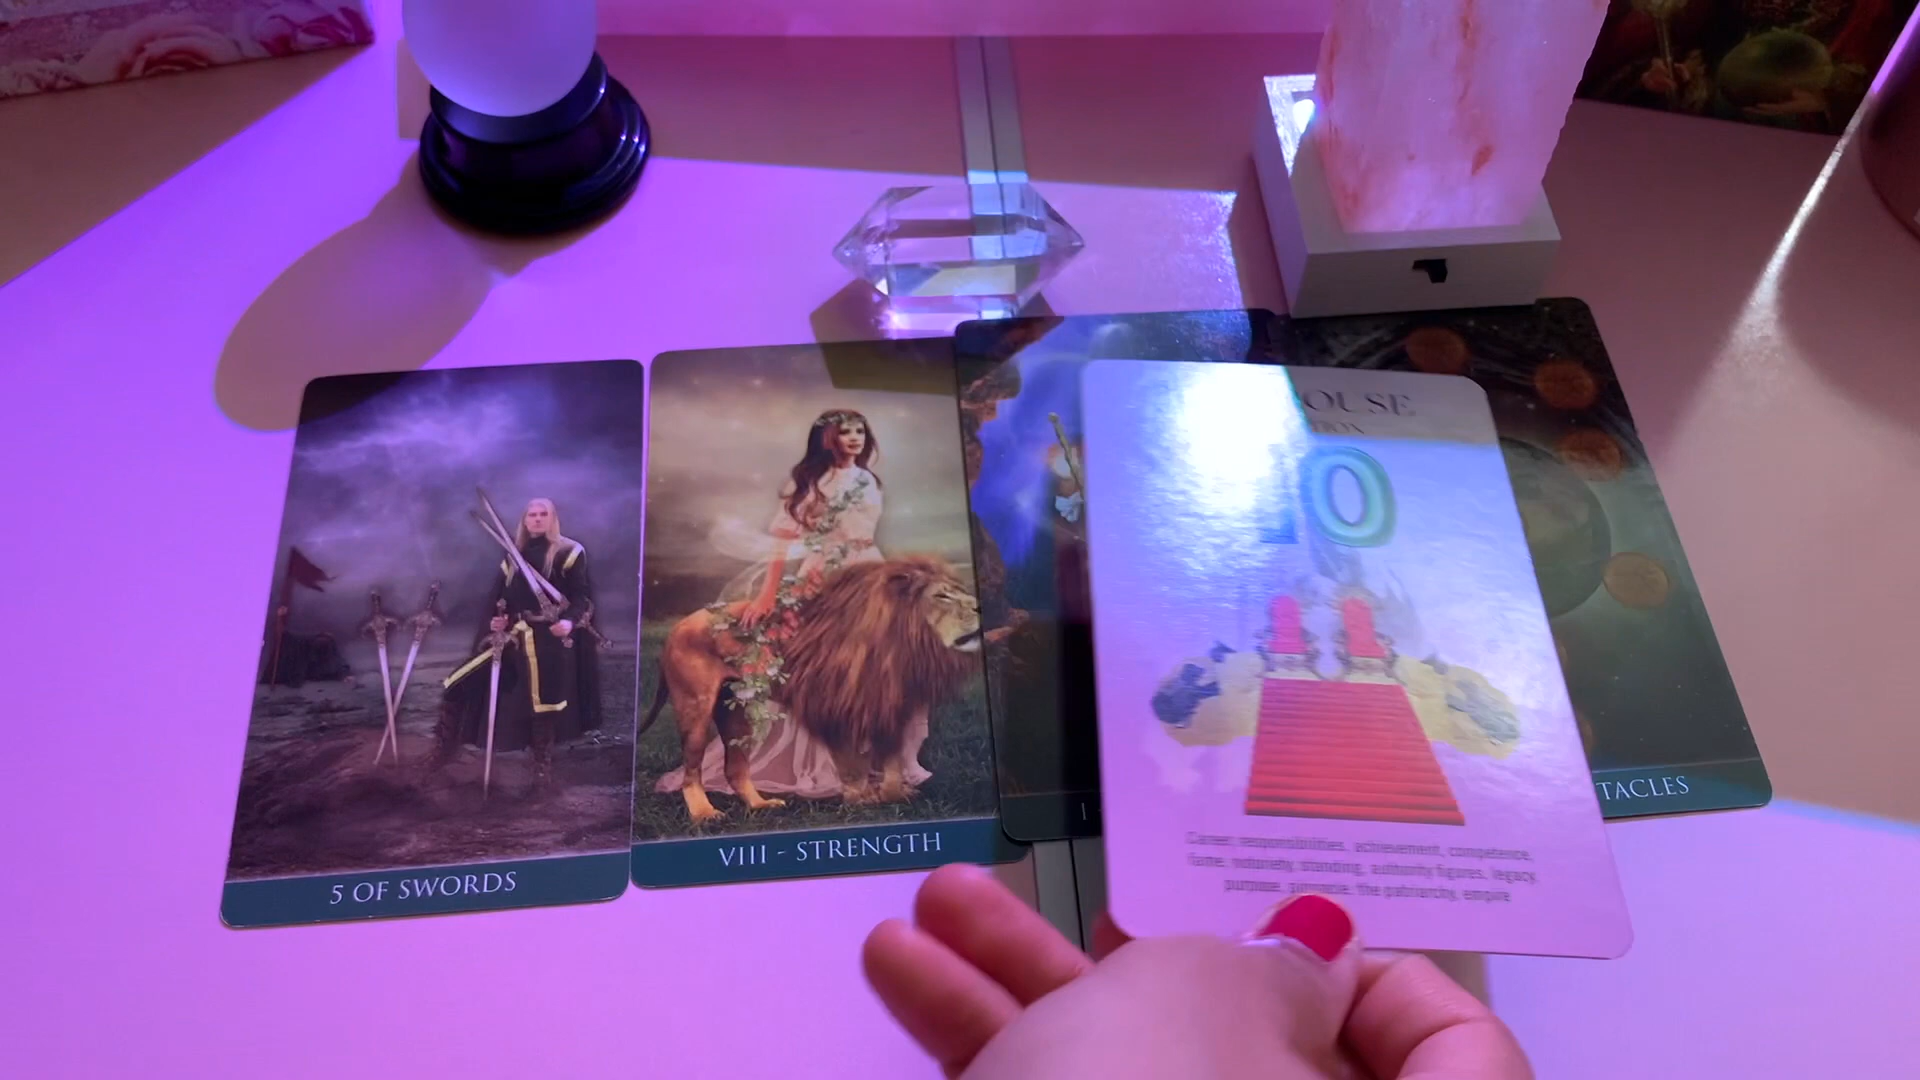 5 OF SWORDS
VIII - STRENGTH
I
OUSE
TION
10
Career, responsibilities, achievement, competence,
fame, notoriety, standing, authority figures, legacy,
purpose, pinnacle, the patriarchy, empire
TACLES